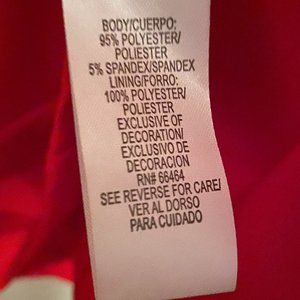 BODY/CUERPO:
95% POLYESTER/
POLIESTER
5% SPANDEX/SPANDEX
LINING/FORRO:
100% POLYESTER/
POLIESTER
EXCLUSIVE OF
DECORATION/
EXCLUSIVO DE
DECORACION
RN# 66464
SEE REVERSE FOR CARE/
VER AL DORSO
PARA CUIDADO